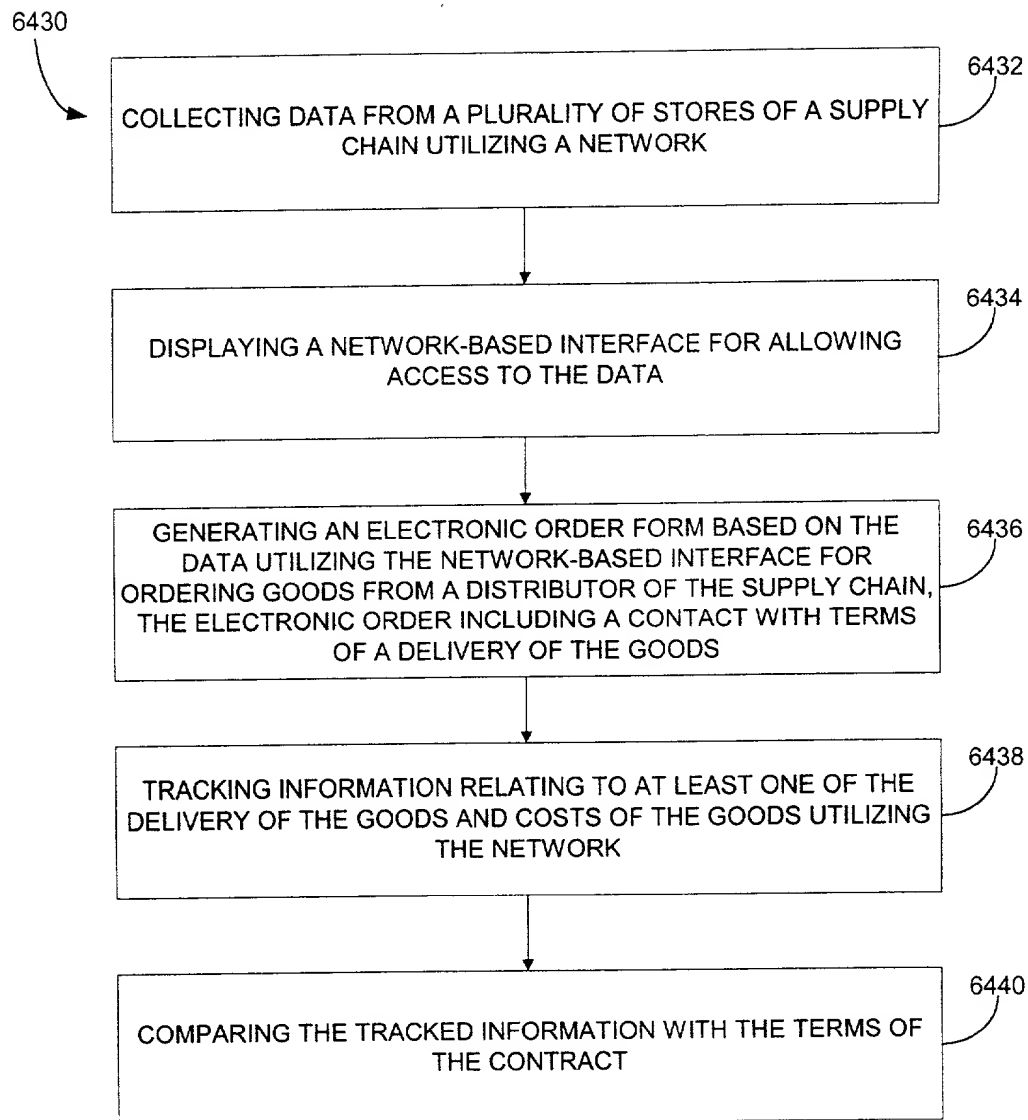 6430
6432
COLLECTING DATA FROM A PLURALITY OF STORES OF A SUPPLY
CHAIN UTILIZING A NETWORK
6434
DISPLAYING A NETWORK-BASED INTERFACE FOR ALLOWING
ACCESS TO THE DATA
6436
GENERATING AN ELECTRONIC ORDER FORM BASED ON THE
DATA UTILIZING THE NETWORK-BASED INTERFACE FOR
ORDERING GOODS FROM A DISTRIBUTOR OF THE SUPPLY CHAIN,
THE ELECTRONIC ORDER INCLUDING A CONTACT WITH TERMS
OF A DELIVERY OF THE GOODS
6438
TRACKING INFORMATION RELATING TO AT LEAST ONE OF THE
DELIVERY OF THE GOODS AND COSTS OF THE GOODS UTILIZING
THE NETWORK
6440
COMPARING THE TRACKED INFORMATION WITH THE TERMS OF
THE CONTRACT